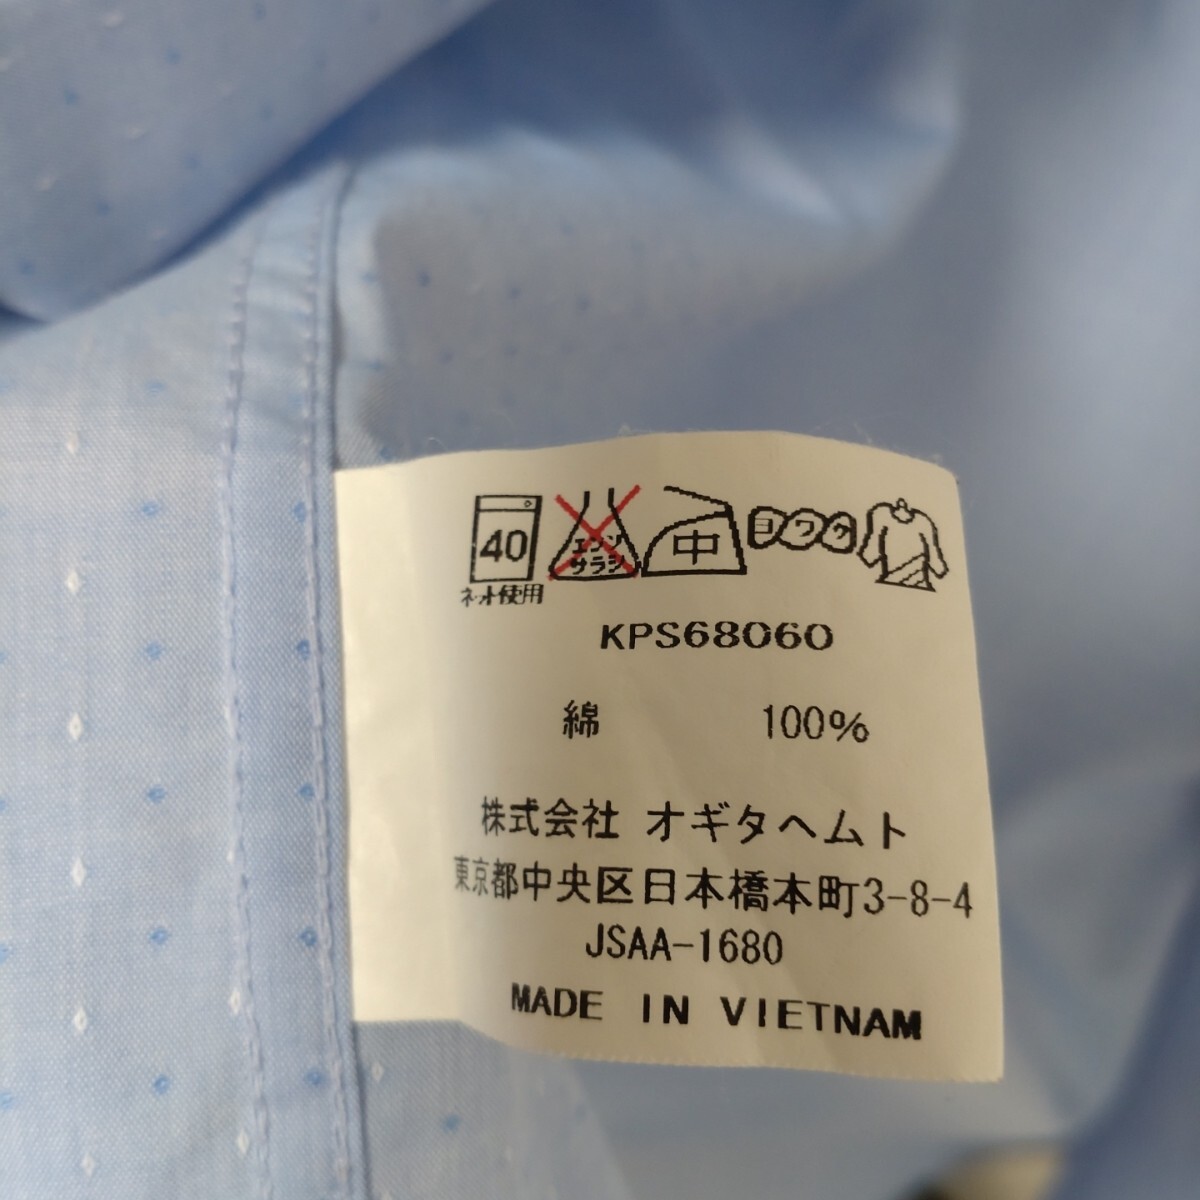 40 エンソサラシ 中 ヨワク
ネット使用
KPS68060
綿 100%
株式会社 オギタヘムト
東京都中央区日本橋本町3-8-4
JSAA-1680
MADE IN VIETNAM